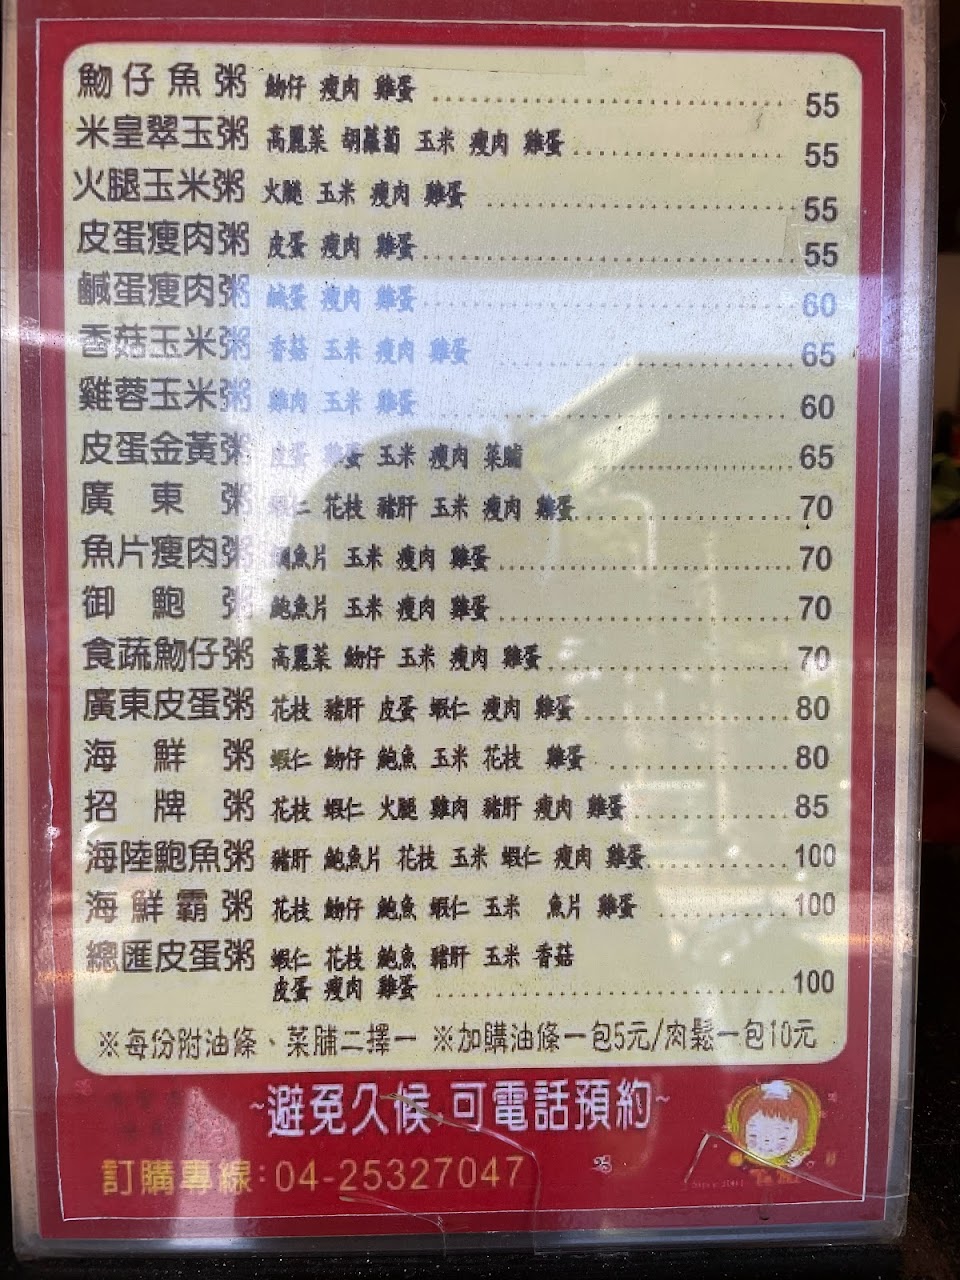 魩仔魚粥 魩仔 瘦肉 雞蛋 55
米皇翠玉粥 高麗菜 胡蘿蔔 玉米 瘦肉 雞蛋 55
火腿玉米粥 火腿 玉米 瘦肉 雞蛋 55
皮蛋瘦肉粥 皮蛋 瘦肉 雞蛋 55
鹹蛋瘦肉粥 鹹蛋 瘦肉 雞蛋 60
香菇玉米粥 香菇 玉米 瘦肉 雞蛋 65
雞蓉玉米粥 雞肉 玉米 雞蛋 60
皮蛋金黃粥 皮蛋 雞蛋 玉米 瘦肉 菜脯 65
廣東粥 蝦仁 花枝 豬肝 玉米 瘦肉 雞蛋 70
魚片瘦肉粥 鯛魚片 玉米 瘦肉 雞蛋 70
御鮑粥 鮑魚片 玉米 瘦肉 雞蛋 70
食蔬魩仔粥 高麗菜 魩仔 玉米 瘦肉 雞蛋 70
廣東皮蛋粥 花枝 豬肝 皮蛋 蝦仁 瘦肉 雞蛋 80
海鮮粥 蝦仁 魩仔 鮑魚 玉米 花枝 雞蛋 80
招牌粥 花枝 蝦仁 火腿 雞肉 豬肝 瘦肉 雞蛋 85
海陸鮑魚粥 豬肝 鮑魚片 花枝 玉米 蝦仁 瘦肉 雞蛋 100
海鮮霸粥 花枝 魩仔 鮑魚 蝦仁 玉米 魚片 雞蛋 100
總匯皮蛋粥 蝦仁 花枝 鮑魚 豬肝 玉米 香菇
皮蛋 瘦肉 雞蛋 100
※每份附油條、菜脯二擇一 ※加購油條一包5元/肉鬆一包10元
~避免久候,可電話預約~
訂購專線:04-25327047